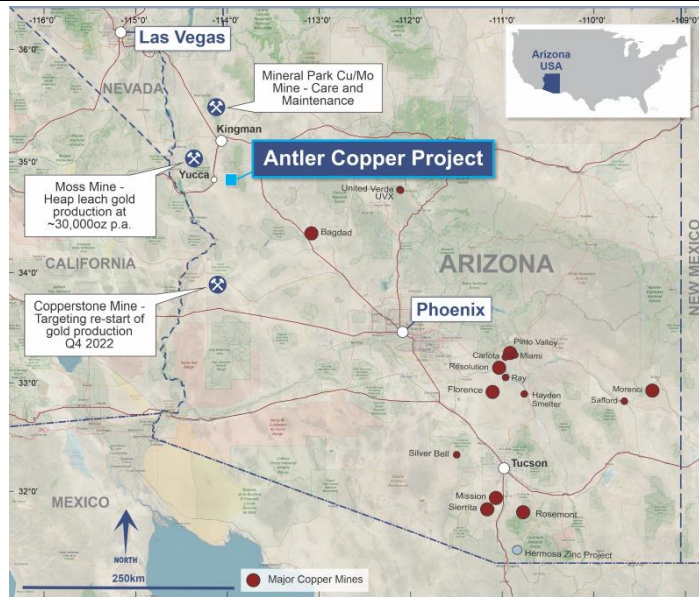 -116°0'
-115°0'
-114°0'
-113°0'
-112°0'
-111°0'
-110°0'
-109°0'
36°0'
Las Vegas
Arizona
USA
NEVADA
Mineral Park Cu/Mo
Mine - Care and
Maintenance
Kingman
35°0'
Yucca
Antler Copper Project
Moss Mine -
Heap leach gold
production at
~30,000oz p.a.
United Verde
UVX
Bagdad
CALIFORNIA
ARIZONA
NEW MEXICO
34°0'
Copperstone Mine -
Targeting re-start of
gold production
Q4 2022
Phoenix
Pinto Valley
Carlota
Miami
Resolution
Ray
33°0'
Florence
Hayden
Smelter
Morenci
Safford
Silver Bell
Tucson
32°0'
MEXICO
Mission
Sierrita
Rosemont
NORTH
Hermosa Zinc Project
250km
Major Copper Mines